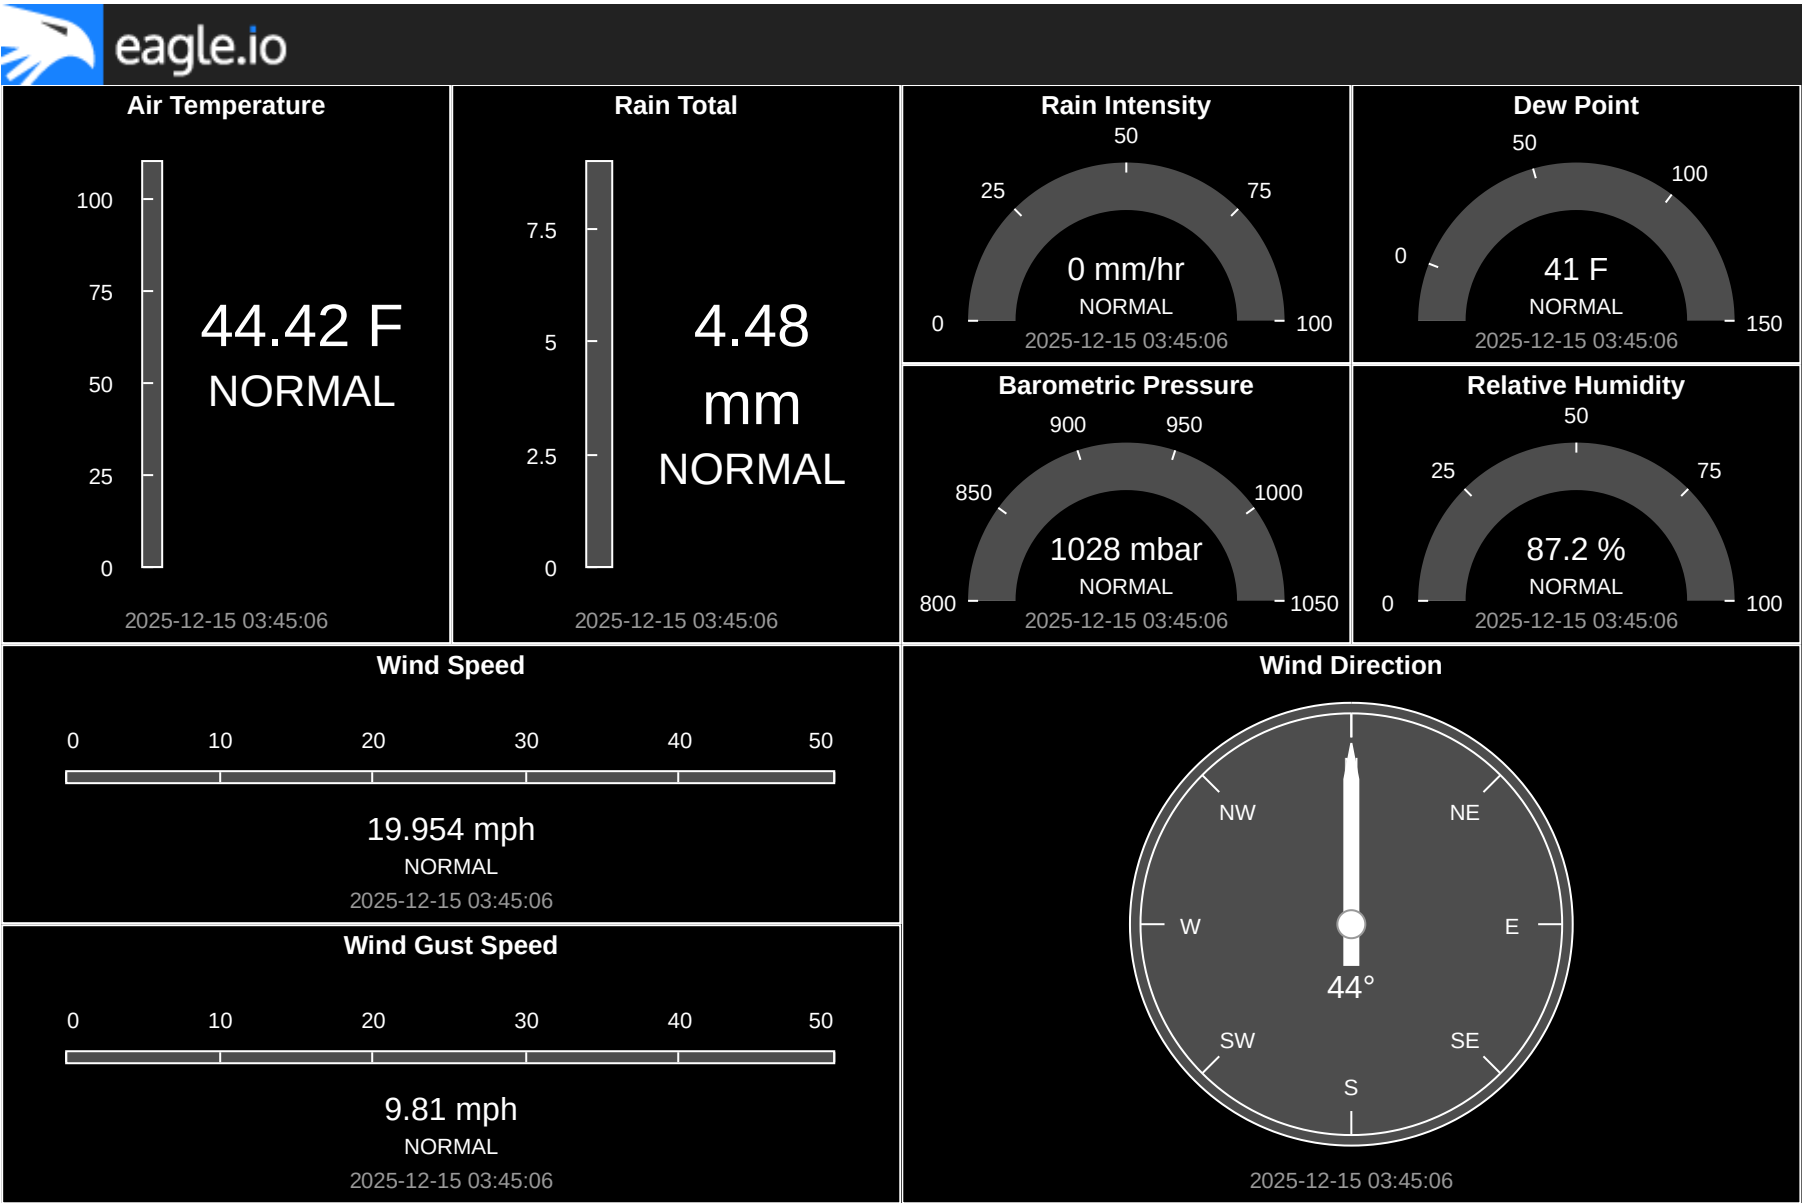 eagle.io
Air Temperature
100
75
50
25
0
44.42 F
NORMAL
2025-12-15 03:45:06
Rain Total
7.5
5
2.5
0
4.48
mm
NORMAL
2025-12-15 03:45:06
Rain Intensity
0
25
50
75
100
0 mm/hr
NORMAL
2025-12-15 03:45:06
Dew Point
0
50
100
150
41 F
NORMAL
2025-12-15 03:45:06
Barometric Pressure
800
850
900
950
1000
1050
1028 mbar
NORMAL
2025-12-15 03:45:06
Relative Humidity
0
25
50
75
100
87.2 %
NORMAL
2025-12-15 03:45:06
Wind Speed
0 10 20 30 40 50
19.954 mph
NORMAL
2025-12-15 03:45:06
Wind Gust Speed
0 10 20 30 40 50
9.81 mph
NORMAL
2025-12-15 03:45:06
Wind Direction
NW NE
W E
44°
SW SE
S
2025-12-15 03:45:06